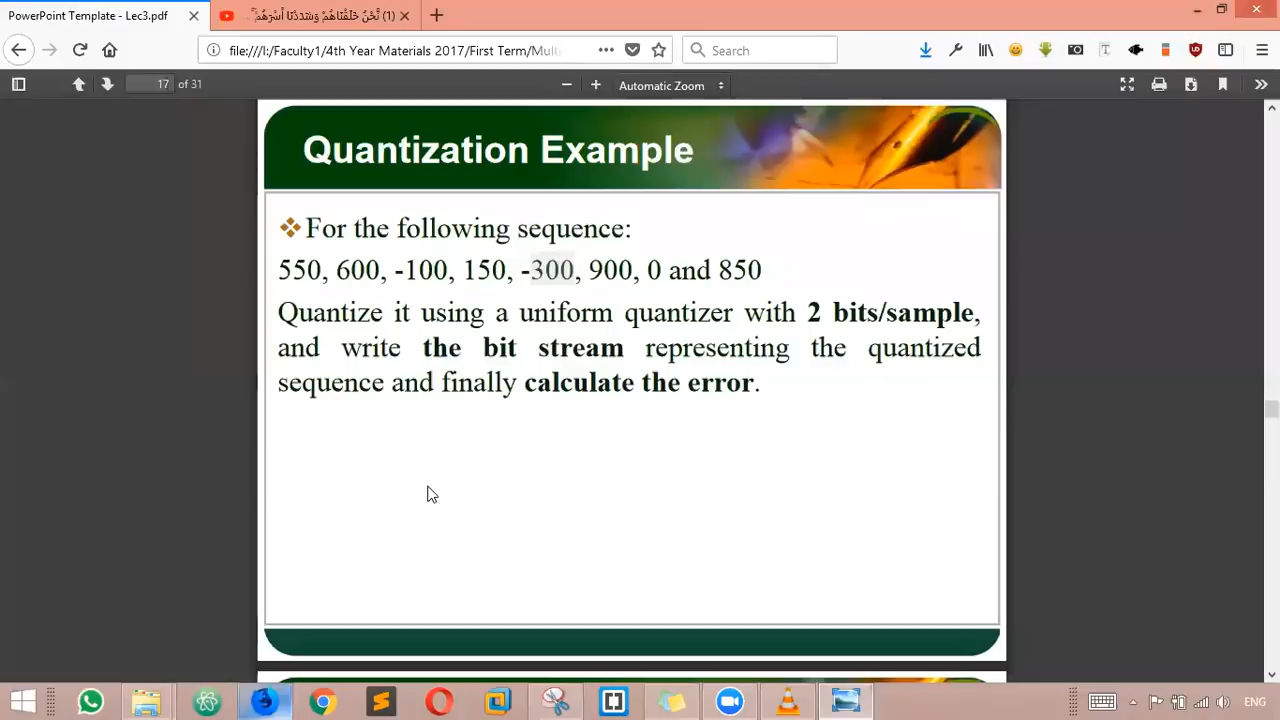 PowerPoint Template - Lec3.pdf
(1) نَّحْنُ خَلَقْنَاهُمْ وَشَدَدْنَا أَسْرَهُمْ
file:///I:/Faculty1/4th Year Materials 2017/First Term/Mult
Search
17 of 31
Automatic Zoom
Quantization Example
For the following sequence:
550, 600, -100, 150, -300, 900, 0 and 850
Quantize it using a uniform quantizer with 2 bits/sample,
and write the bit stream representing the quantized
sequence and finally calculate the error.
ENG